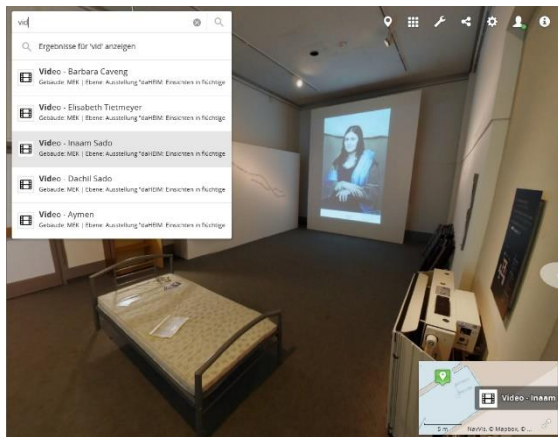 vid
Ergebnisse für 'vid' anzeigen
Video - Barbara Caveng
Gebäude: MEK | Ebene: Ausstellung "daHEIM: Einsichten in flüchtige
Video - Elisabeth Tietmeyer
Gebäude: MEK | Ebene: Ausstellung "daHEIM: Einsichten in flüchtige
Video - Inaam Sado
Gebäude: MEK | Ebene: Ausstellung "daHEIM: Einsichten in flüchtige
Video - Dachil Sado
Gebäude: MEK | Ebene: Ausstellung "daHEIM: Einsichten in flüchtige
Video - Aymen
Gebäude: MEK | Ebene: Ausstellung "daHEIM: Einsichten in flüchtige
Video - Inaam
5 m
NavVis, © Mapbox, © ...